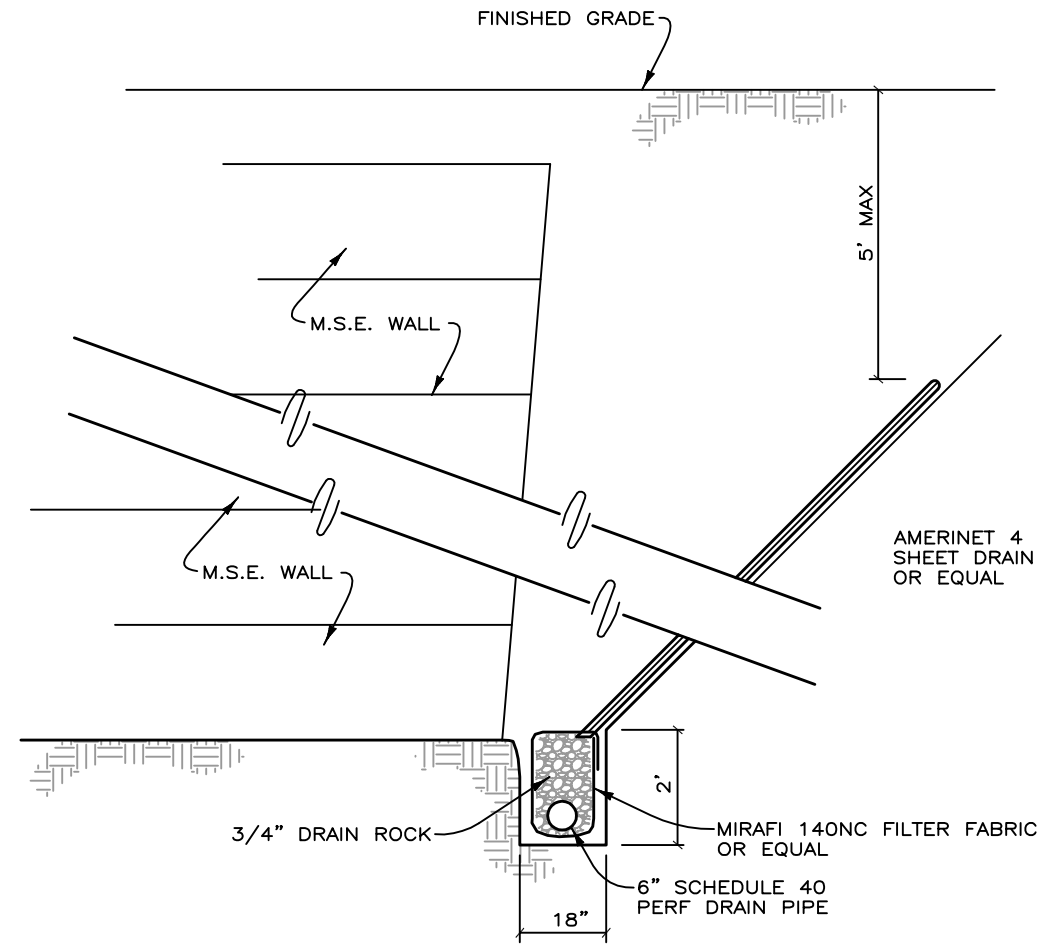 FINISHED GRADE
5' MAX
M.S.E. WALL
AMERINET 4
SHEET DRAIN
OR EQUAL
M.S.E. WALL
2'
3/4" DRAIN ROCK
MIRAFI 140NC FILTER FABRIC
OR EQUAL
6" SCHEDULE 40
PERF DRAIN PIPE
18"